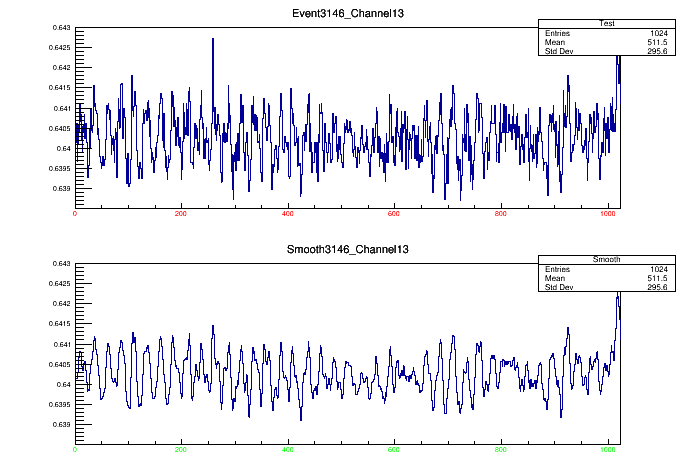 Event3146_Channel13
Test
Entries 1024
Mean 511.5
Std Dev 295.6
0.643
0.6425
0.642
0.6415
0.641
0.6405
0.64
0.6395
0.639
0 200 400 600 800 1000
Smooth3146_Channel13
Smooth
Entries 1024
Mean 511.5
Std Dev 295.6
0.643
0.6425
0.642
0.6415
0.641
0.6405
0.64
0.6395
0.639
0 200 400 600 800 1000